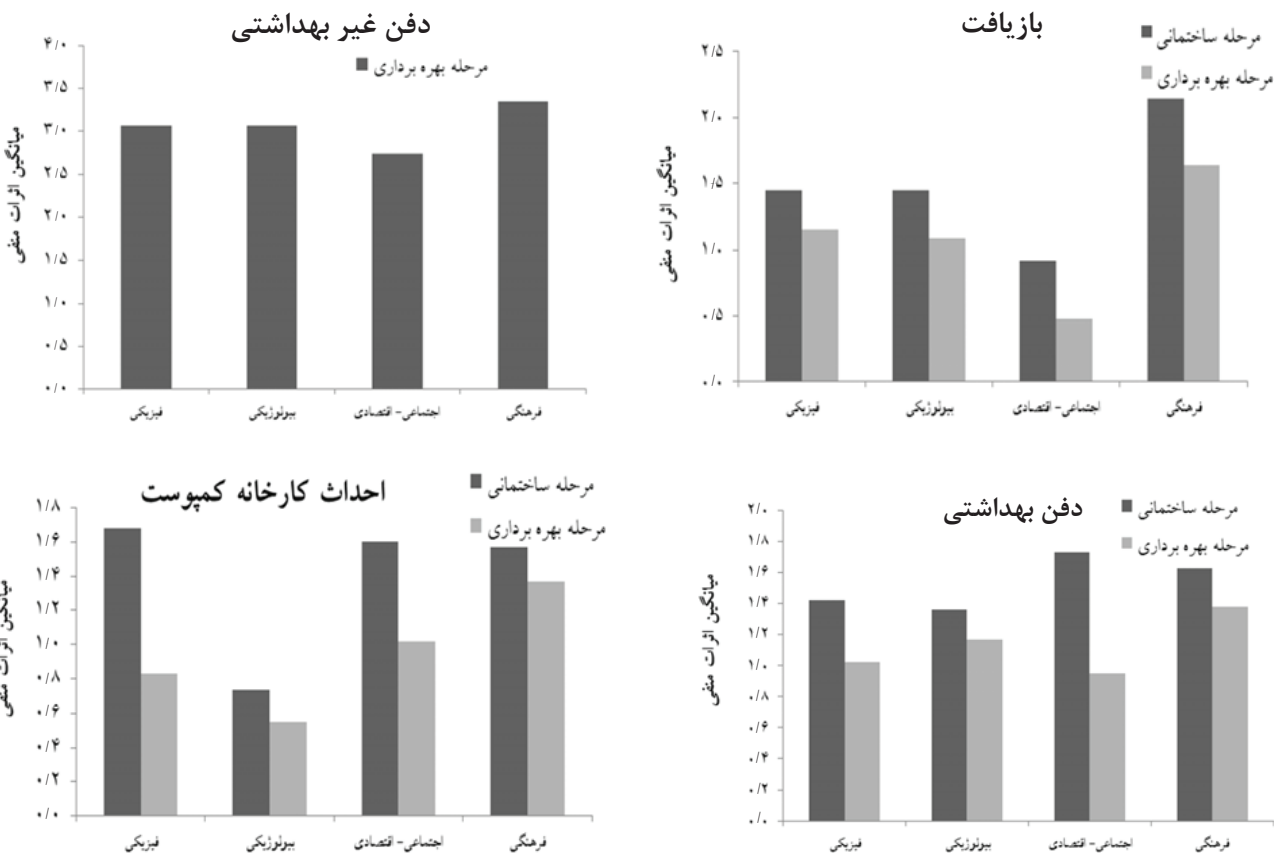 دفن غیر بهداشتی
مرحله بهره برداری
میانگین اثرات منفی
۴/۰
۳/۵
۳/۰
۲/۵
۲/۰
۱/۵
۱/۰
۰/۵
۰/۰
فیزیکی
بیولوژیکی
اجتماعی- اقتصادی
فرهنگی
بازیافت
مرحله ساختمانی
مرحله بهره برداری
میانگین اثرات منفی
۲/۵
۲/۰
۱/۵
۱/۰
۰/۵
۰/۰
فیزیکی
بیولوژیکی
اجتماعی- اقتصادی
فرهنگی
احداث کارخانه کمپوست
مرحله ساختمانی
مرحله بهره برداری
میانگین اثرات منفی
۱/۸
۱/۶
۱/۴
۱/۲
۱/۰
۰/۸
۰/۶
۰/۴
۰/۲
۰/۰
فیزیکی
بیولوژیکی
اجتماعی- اقتصادی
فرهنگی
دفن بهداشتی
مرحله ساختمانی
مرحله بهره برداری
میانگین اثرات منفی
۲/۰
۱/۸
۱/۶
۱/۴
۱/۲
۱/۰
۰/۸
۰/۶
۰/۴
۰/۲
۰/۰
فیزیکی
بیولوژیکی
اجتماعی- اقتصادی
فرهنگی